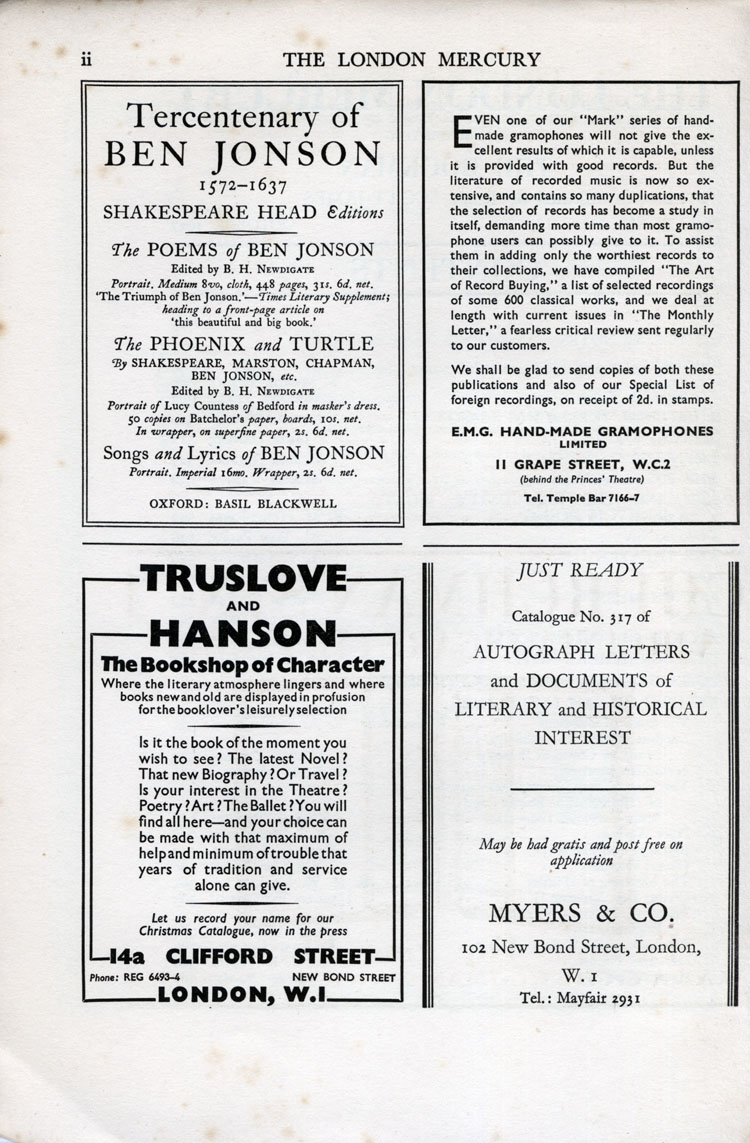 ii
THE LONDON MERCURY
Tercentenary of
BEN JONSON
1572–1637
SHAKESPEARE HEAD Editions
The POEMS of BEN JONSON
Edited by B. H. NEWDIGATE
Portrait. Medium 8vo, cloth, 448 pages, 31s. 6d. net.
'The Triumph of Ben Jonson.'—Times Literary Supplement;
heading to a front-page article on
'this beautiful and big book.'
The PHOENIX and TURTLE
By SHAKESPEARE, MARSTON, CHAPMAN,
BEN JONSON, etc.
Edited by B. H. NEWDIGATE
Portrait of Lucy Countess of Bedford in masker's dress.
50 copies on Batchelor's paper, boards, 10s. net.
In wrapper, on superfine paper, 2s. 6d. net.
Songs and Lyrics of BEN JONSON
Portrait. Imperial 16mo. Wrapper, 2s. 6d. net.
OXFORD: BASIL BLACKWELL
EVEN one of our "Mark" series of hand-
made gramophones will not give the ex-
cellent results of which it is capable, unless
it is provided with good records. But the
literature of recorded music is now so ex-
tensive, and contains so many duplications, that
the selection of records has become a study in
itself, demanding more time than most gramo-
phone users can possibly give to it. To assist
them in adding only the worthiest records to
their collections, we have compiled "The Art
of Record Buying," a list of selected recordings
of some 600 classical works, and we deal at
length with current issues in "The Monthly
Letter," a fearless critical review sent regularly
to our customers.
We shall be glad to send copies of both these
publications and also of our Special List of
foreign recordings, on receipt of 2d. in stamps.
E.M.G. HAND-MADE GRAMOPHONES
LIMITED
11 GRAPE STREET, W.C.2
(behind the Princes' Theatre)
Tel. Temple Bar 7166-7
TRUSLOVE
AND
HANSON
The Bookshop of Character
Where the literary atmosphere lingers and where
books new and old are displayed in profusion
for the booklover's leisurely selection
Is it the book of the moment you
wish to see? The latest Novel?
That new Biography? Or Travel?
Is your interest in the Theatre?
Poetry? Art? The Ballet? You will
find all here—and your choice can
be made with that maximum of
help and minimum of trouble that
years of tradition and service
alone can give.
Let us record your name for our
Christmas Catalogue, now in the press
14a CLIFFORD STREET
Phone: REG 6493-4 NEW BOND STREET
LONDON, W.1
JUST READY
Catalogue No. 317 of
AUTOGRAPH LETTERS
and DOCUMENTS of
LITERARY and HISTORICAL
INTEREST
May be had gratis and post free on
application
MYERS & CO.
102 New Bond Street, London,
W. 1
Tel.: Mayfair 2931